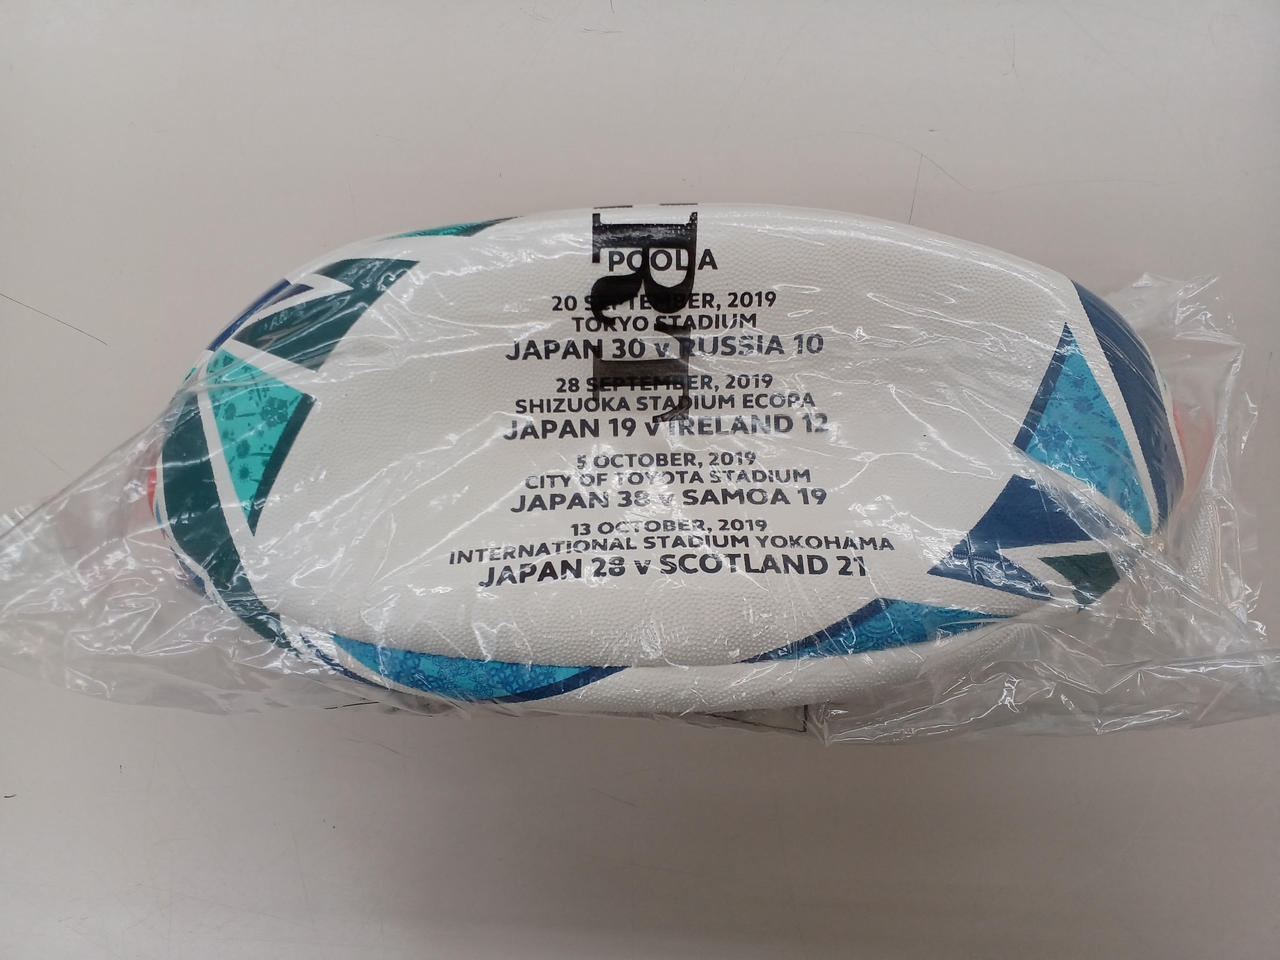 POOL A
20 SEPTEMBER, 2019
TOKYO STADIUM
JAPAN 30 v RUSSIA 10
28 SEPTEMBER, 2019
SHIZUOKA STADIUM ECOPA
JAPAN 19 v IRELAND 12
5 OCTOBER, 2019
CITY OF TOYOTA STADIUM
JAPAN 38 v SAMOA 19
13 OCTOBER, 2019
INTERNATIONAL STADIUM YOKOHAMA
JAPAN 28 v SCOTLAND 21